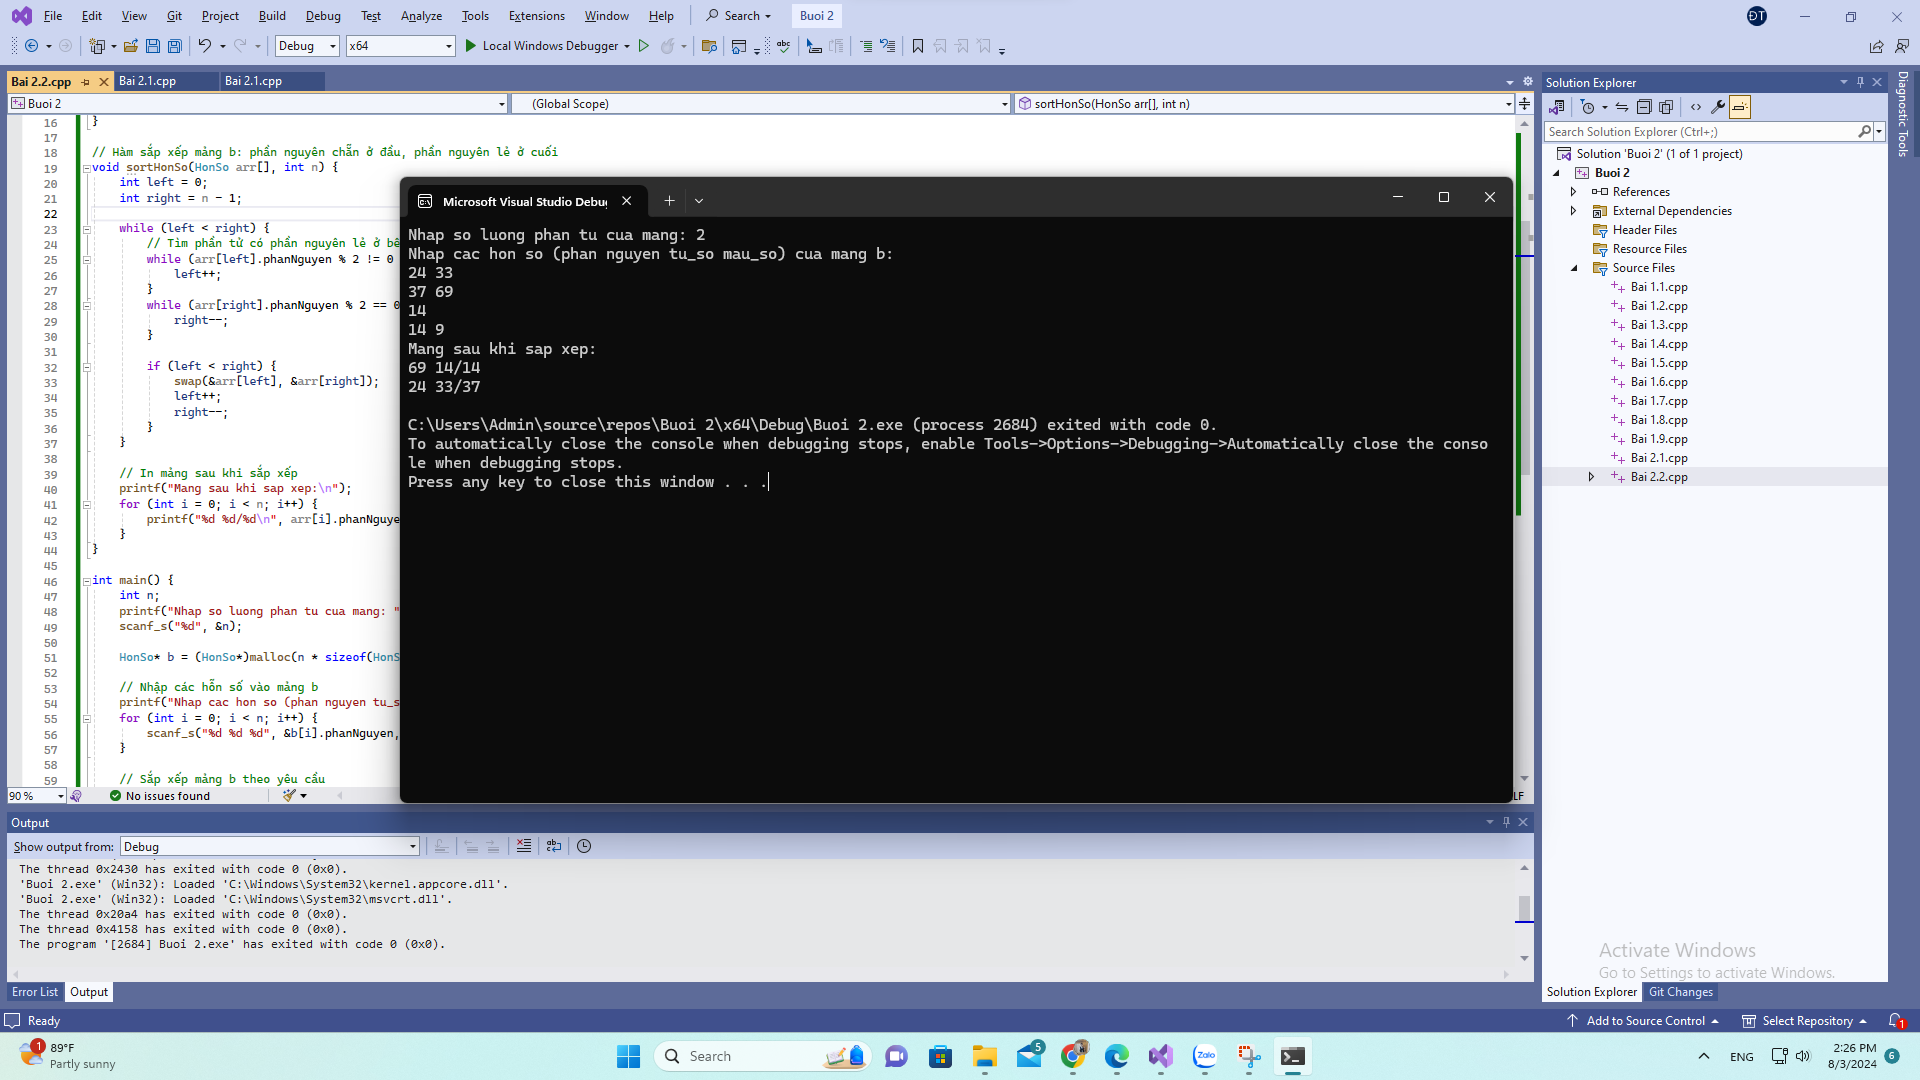 File Edit View Git Project Build Debug Test Analyze Tools Extensions Window Help Search Buoi 2 ĐT
Debug x64 Local Windows Debugger
Bai 2.2.cpp Bai 2.1.cpp Bai 2.1.cpp
Buoi 2 (Global Scope) sortHonSo(HonSo arr[], int n)
16 }
17
18 // Hàm sắp xếp mảng b: phần nguyên chẵn ở đầu, phần nguyên lẻ ở cuối
19 void sortHonSo(HonSo arr[], int n) {
20 int left = 0;
21 int right = n - 1;
22
23 while (left < right) {
24 // Tìm phần tử có phần nguyên lẻ ở bê
25 while (arr[left].phanNguyen % 2 != 0
26 left++;
27 }
28 while (arr[right].phanNguyen % 2 == 0
29 right--;
30 }
31
32 if (left < right) {
33 swap(&arr[left], &arr[right]);
34 left++;
35 right--;
36 }
37 }
38
39 // In mảng sau khi sắp xếp
40 printf("Mang sau khi sap xep:\n");
41 for (int i = 0; i < n; i++) {
42 printf("%d %d/%d\n", arr[i].phanNguye
43 }
44 }
45
46 int main() {
47 int n;
48 printf("Nhap so luong phan tu cua mang: "
49 scanf_s("%d", &n);
50
51 HonSo* b = (HonSo*)malloc(n * sizeof(HonS
52
53 // Nhập các hỗn số vào mảng b
54 printf("Nhap cac hon so (phan nguyen tu_s
55 for (int i = 0; i < n; i++) {
56 scanf_s("%d %d %d", &b[i].phanNguyen,
57 }
58
59 // Sắp xếp mảng b theo yêu cầu
90 % No issues found LF
Microsoft Visual Studio Debug
Nhap so luong phan tu cua mang: 2
Nhap cac hon so (phan nguyen tu_so mau_so) cua mang b:
24 33
37 69
14
14 9
Mang sau khi sap xep:
69 14/14
24 33/37
C:\Users\Admin\source\repos\Buoi 2\x64\Debug\Buoi 2.exe (process 2684) exited with code 0.
To automatically close the console when debugging stops, enable Tools->Options->Debugging->Automatically close the conso
le when debugging stops.
Press any key to close this window . . .
Output
Show output from: Debug
The thread 0x2430 has exited with code 0 (0x0).
'Buoi 2.exe' (Win32): Loaded 'C:\Windows\System32\kernel.appcore.dll'.
'Buoi 2.exe' (Win32): Loaded 'C:\Windows\System32\msvcrt.dll'.
The thread 0x20a4 has exited with code 0 (0x0).
The thread 0x4158 has exited with code 0 (0x0).
The program '[2684] Buoi 2.exe' has exited with code 0 (0x0).
Error List Output
Solution Explorer
Search Solution Explorer (Ctrl+;)
Solution 'Buoi 2' (1 of 1 project)
Buoi 2
References
External Dependencies
Header Files
Resource Files
Source Files
Bai 1.1.cpp
Bai 1.2.cpp
Bai 1.3.cpp
Bai 1.4.cpp
Bai 1.5.cpp
Bai 1.6.cpp
Bai 1.7.cpp
Bai 1.8.cpp
Bai 1.9.cpp
Bai 2.1.cpp
Bai 2.2.cpp
Activate Windows
Go to Settings to activate Windows.
Solution Explorer Git Changes
Diagnostic Tools
Ready Add to Source Control Select Repository 1
1 89°F
Partly sunny
Search
5
Zalo
ENG
2:26 PM
8/3/2024
6